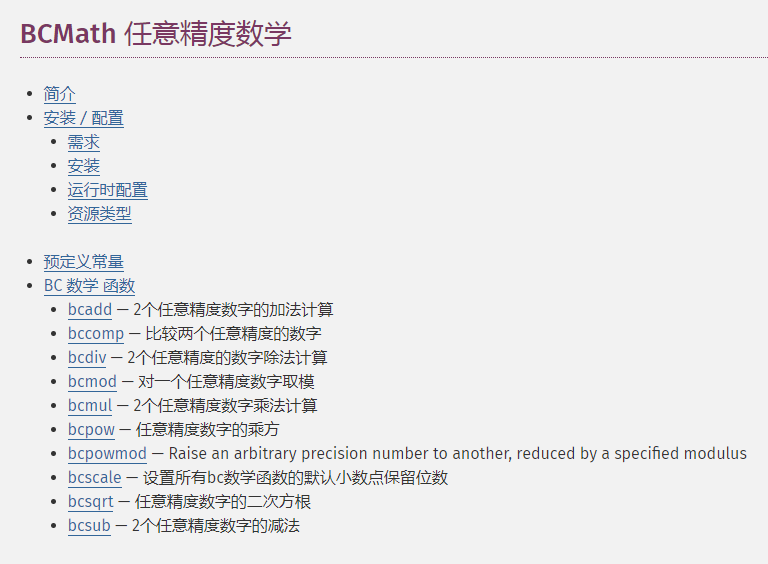 BCMath 任意精度数学
简介
安装 / 配置
需求
安装
运行时配置
资源类型
预定义常量
BC 数学 函数
bcadd — 2个任意精度数字的加法计算
bccomp — 比较两个任意精度的数字
bcdiv — 2个任意精度的数字除法计算
bcmod — 对一个任意精度数字取模
bcmul — 2个任意精度数字乘法计算
bcpow — 任意精度数字的乘方
bcpowmod — Raise an arbitrary precision number to another, reduced by a specified modulus
bcscale — 设置所有bc数学函数的默认小数点保留位数
bcsqrt — 任意精度数字的二次方根
bcsub — 2个任意精度数字的减法